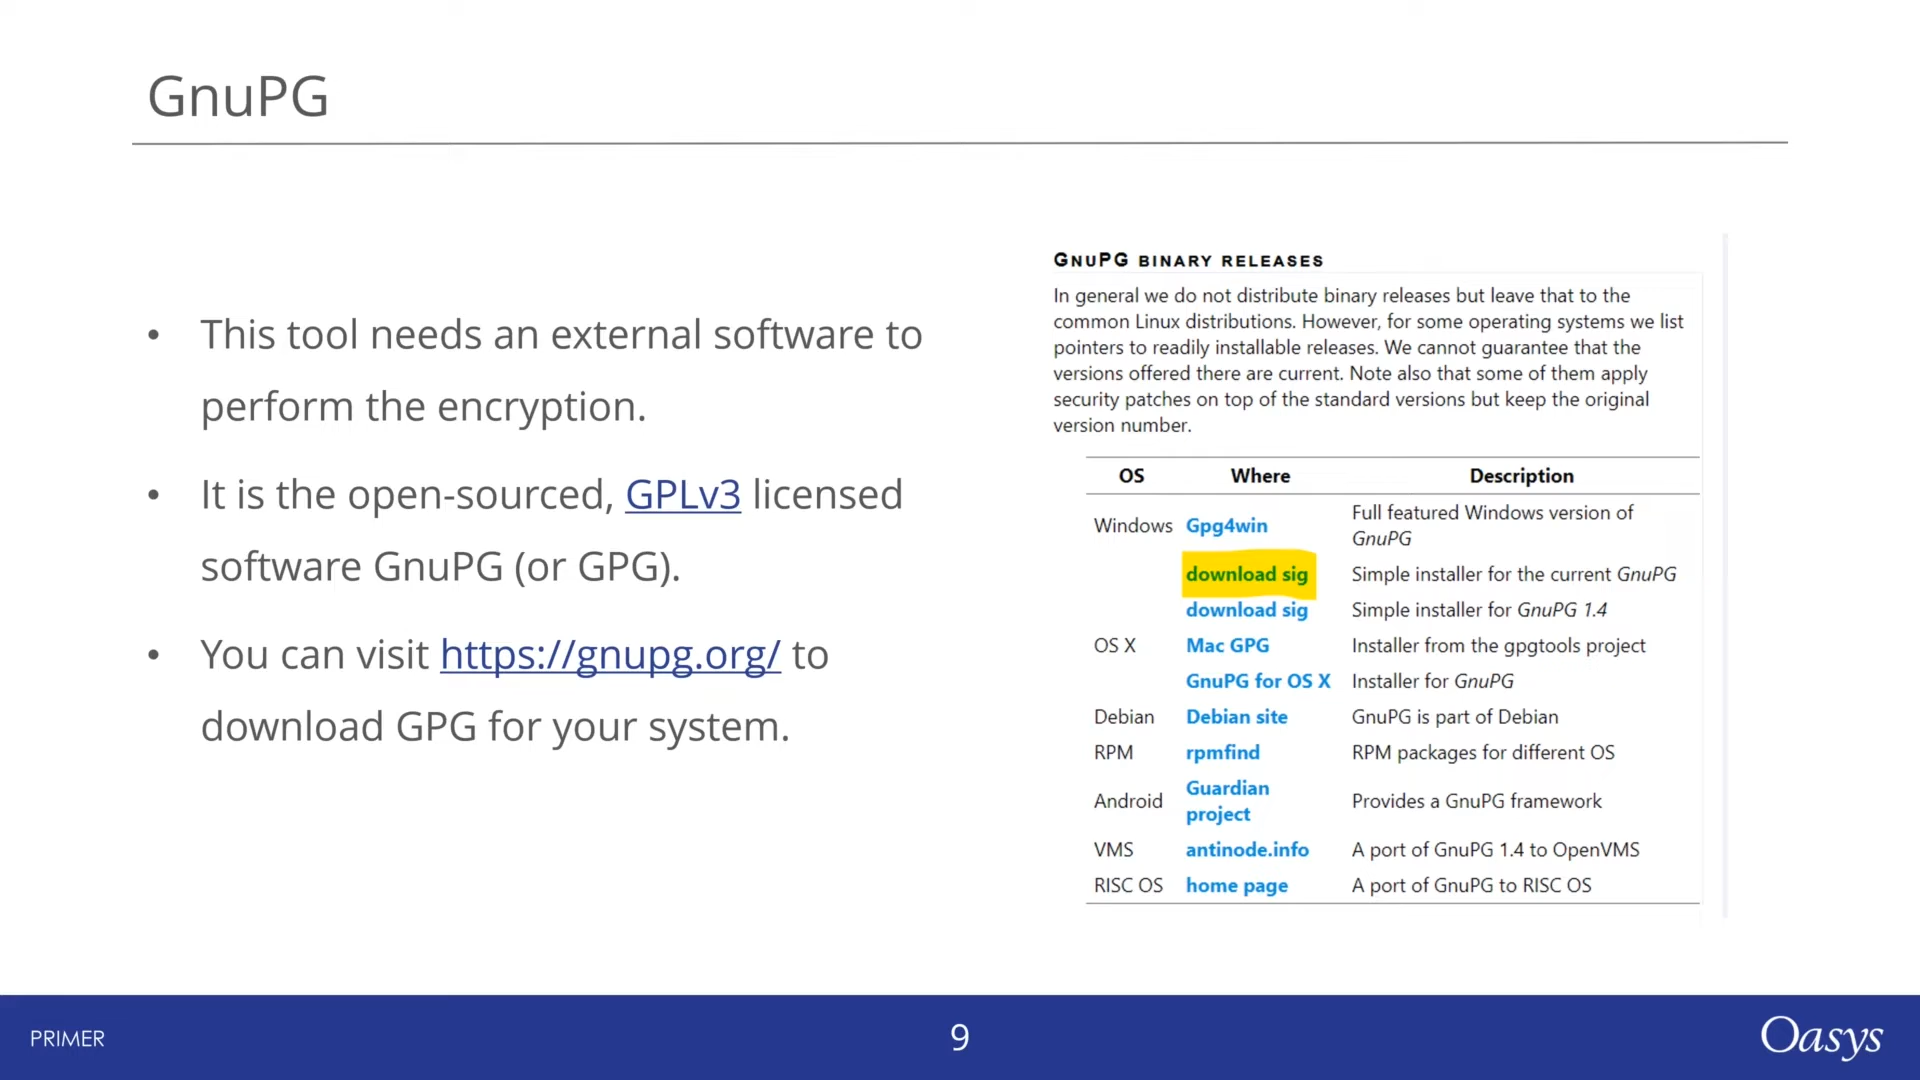 GnuPG
• This tool needs an external software to
perform the encryption.
• It is the open-sourced, GPLv3 licensed
software GnuPG (or GPG).
• You can visit https://gnupg.org/ to
download GPG for your system.
GNUPG BINARY RELEASES
In general we do not distribute binary releases but leave that to the
common Linux distributions. However, for some operating systems we list
pointers to readily installable releases. We cannot guarantee that the
versions offered there are current. Note also that some of them apply
security patches on top of the standard versions but keep the original
version number.
OS Where Description
Windows Gpg4win Full featured Windows version of
GnuPG
download sig Simple installer for the current GnuPG
download sig Simple installer for GnuPG 1.4
OS X Mac GPG Installer from the gpgtools project
GnuPG for OS X Installer for GnuPG
Debian Debian site GnuPG is part of Debian
RPM rpmfind RPM packages for different OS
Android Guardian
project Provides a GnuPG framework
VMS antinode.info A port of GnuPG 1.4 to OpenVMS
RISC OS home page A port of GnuPG to RISC OS
PRIMER
9
Oasys